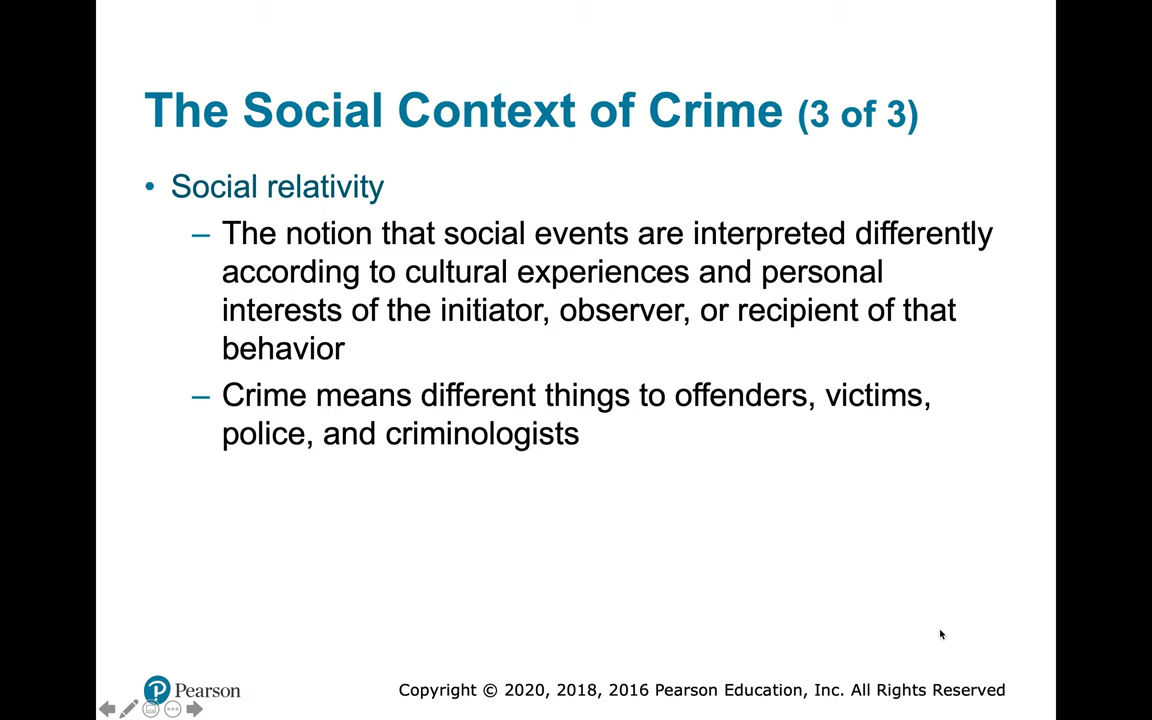 The Social Context of Crime (3 of 3)
• Social relativity
– The notion that social events are interpreted differently
according to cultural experiences and personal
interests of the initiator, observer, or recipient of that
behavior
– Crime means different things to offenders, victims,
police, and criminologists
Pearson
Copyright © 2020, 2018, 2016 Pearson Education, Inc. All Rights Reserved